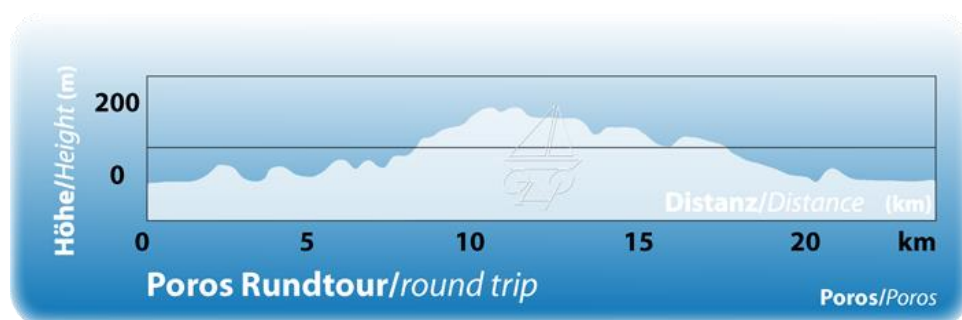 Höhe/Height (m)
200
0
Distanz/Distance (km)
0 5 10 15 20 km
Poros Rundtour/round trip
Poros/Poros